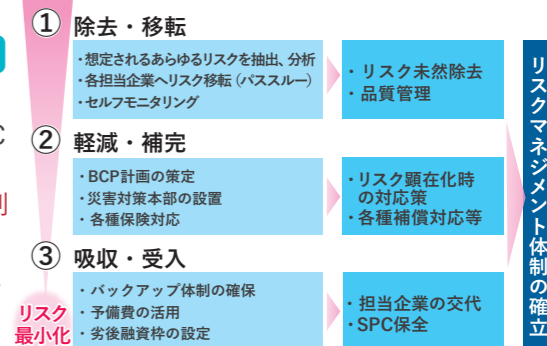 ① 除去・移転
・想定されるあらゆるリスクを抽出、分析
・各担当企業へリスク移転（パススルー）
・セルフモニタリング
・リスク未然除去
・品質管理
② 軽減・補完
・BCP計画の策定
・災害対策本部の設置
・各種保険対応
・リスク顕在化時
の対応策
・各種補償対応等
③ 吸収・受入
・バックアップ体制の確保
・予備費の活用
・劣後融資枠の設定
・担当企業の交代
・SPC保全
リスク
最小化
リスクマネジメント体制の確立